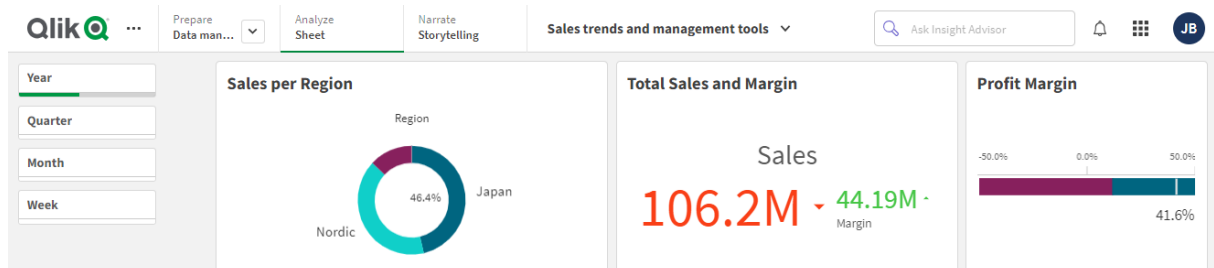 Qlik
...
Prepare
Data man...
Analyze
Sheet
Narrate
Storytelling
Sales trends and management tools
Ask Insight Advisor
JB
Year
Quarter
Month
Week
Sales per Region
Region
46.4%
Japan
Nordic
Total Sales and Margin
Sales
106.2M
44.19M
Margin
Profit Margin
-50.0% 0.0% 50.0%
41.6%